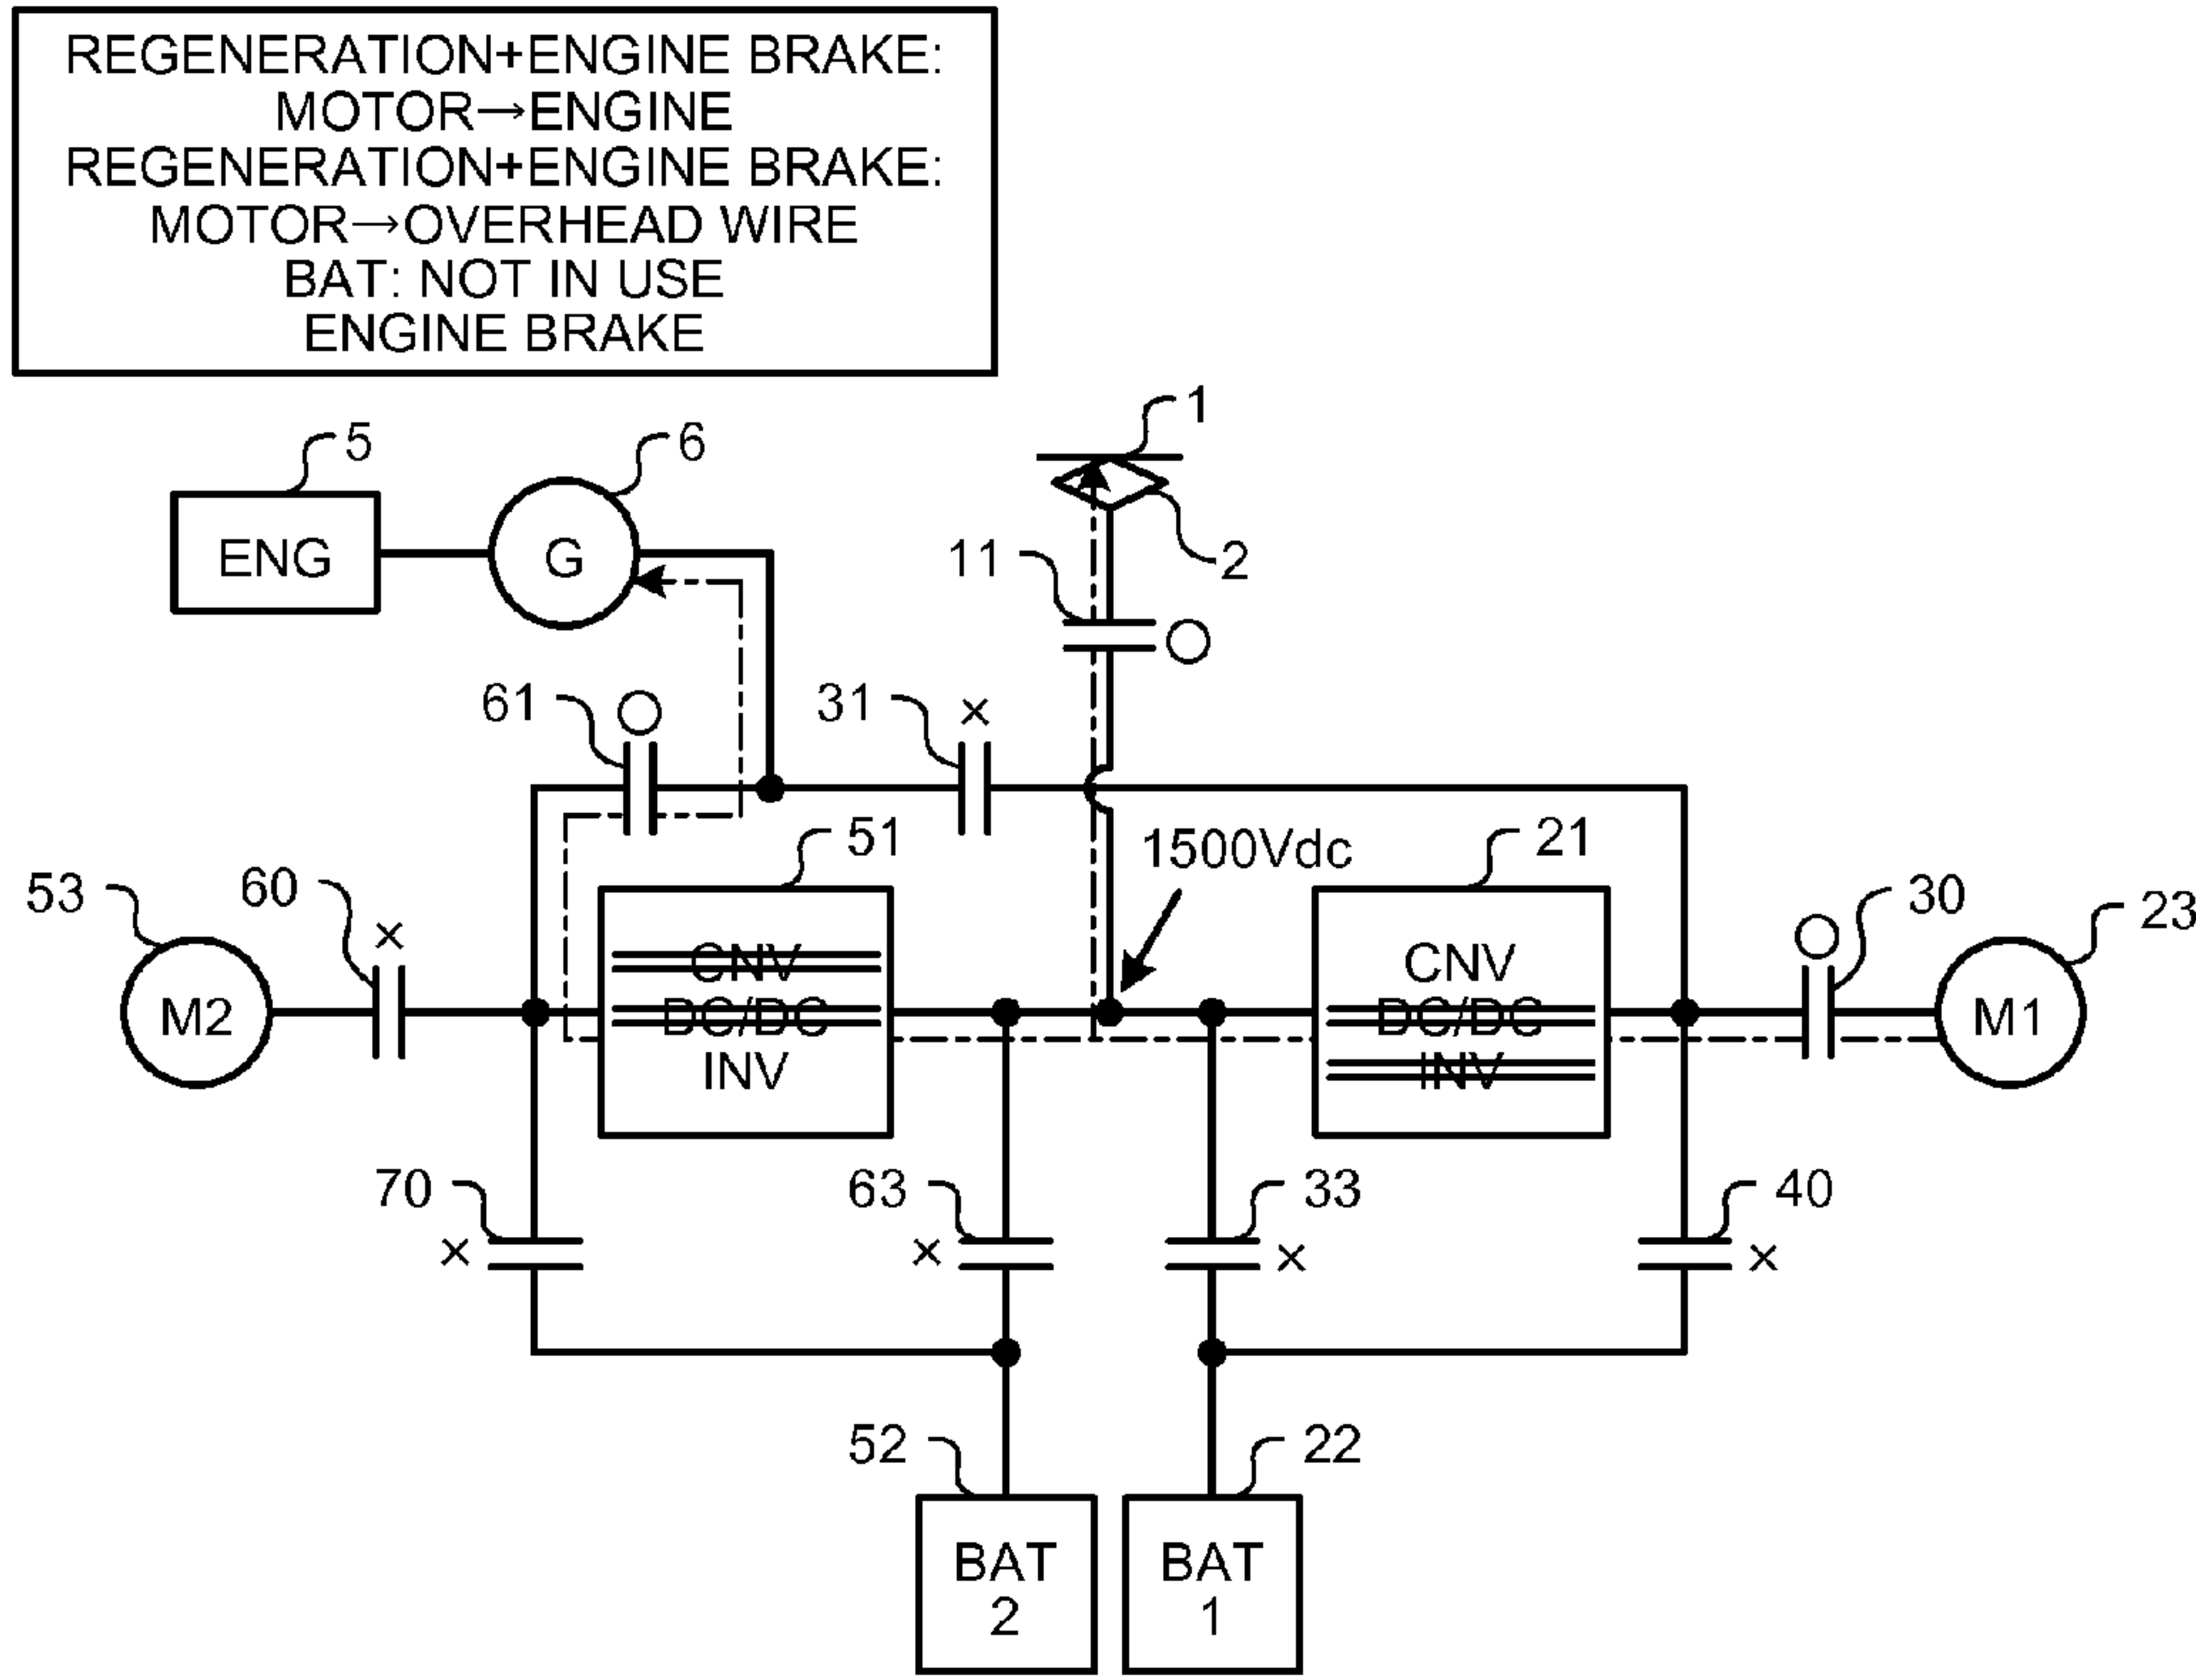 REGENERATION+ENGINE BRAKE:
MOTOR→ENGINE
REGENERATION+ENGINE BRAKE:
MOTOR→OVERHEAD WIRE
BAT: NOT IN USE
ENGINE BRAKE
1
5
6
ENG
G
11
2
61
31
×
51
1500Vdc
21
53
60
×
30
23
M2
CNV
DC/DC
INV
CNV
DC/DC
INV
M1
70
×
63
×
33
×
40
×
52
22
BAT
2
BAT
1